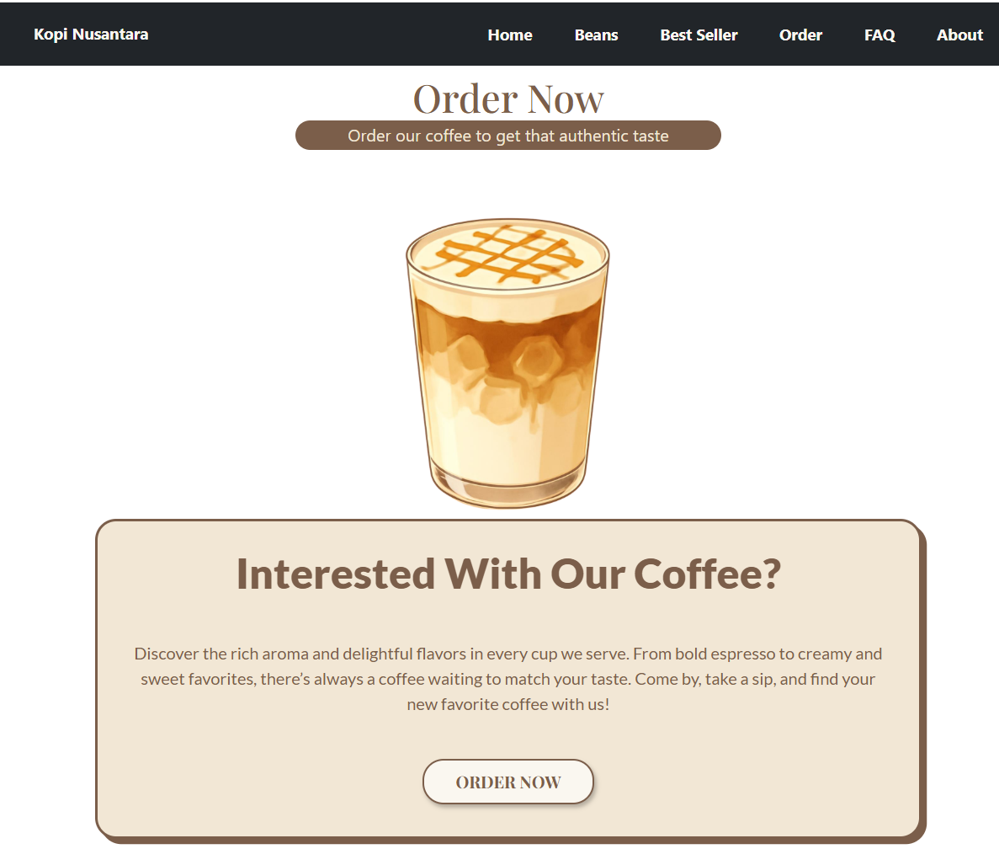 Kopi Nusantara
Home Beans Best Seller Order FAQ About
Order Now
Order our coffee to get that authentic taste
Interested With Our Coffee?
Discover the rich aroma and delightful flavors in every cup we serve. From bold espresso to creamy and
sweet favorites, there’s always a coffee waiting to match your taste. Come by, take a sip, and find your
new favorite coffee with us!
ORDER NOW